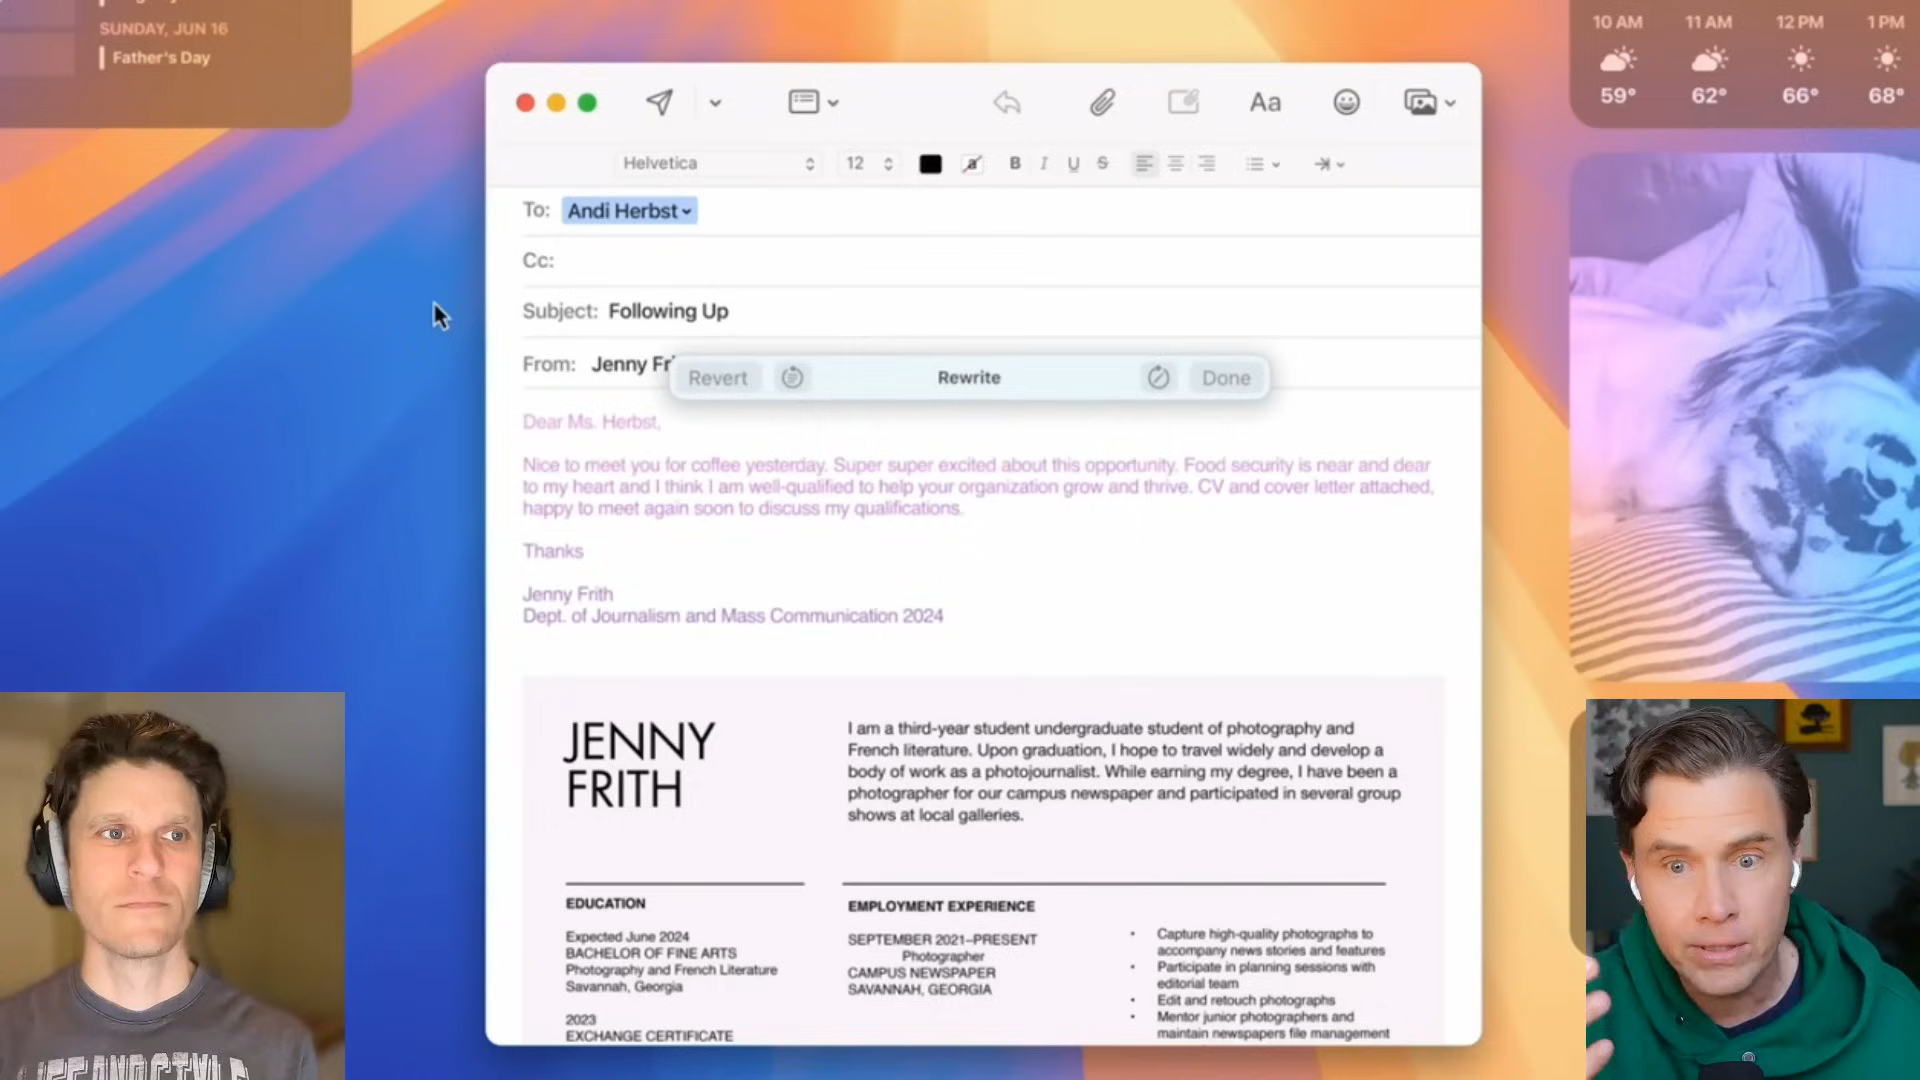 SUNDAY, JUN 16
Father's Day
10 AM 11 AM 12 PM 1 PM
59° 62° 66° 68°
Aa
Helvetica 12 a B I U S
To: Andi Herbst
Cc:
Subject: Following Up
From: Jenny Fri
Revert Rewrite Done
Dear Ms. Herbst,
Nice to meet you for coffee yesterday. Super super excited about this opportunity. Food security is near and dear
to my heart and I think I am well-qualified to help your organization grow and thrive. CV and cover letter attached,
happy to meet again soon to discuss my qualifications.
Thanks
Jenny Frith
Dept. of Journalism and Mass Communication 2024
JENNY
FRITH
I am a third-year student undergraduate student of photography and
French literature. Upon graduation, I hope to travel widely and develop a
body of work as a photojournalist. While earning my degree, I have been a
photographer for our campus newspaper and participated in several group
shows at local galleries.
EDUCATION
Expected June 2024
BACHELOR OF FINE ARTS
Photography and French Literature
Savannah, Georgia
2023
EXCHANGE CERTIFICATE
EMPLOYMENT EXPERIENCE
SEPTEMBER 2021–PRESENT
Photographer
CAMPUS NEWSPAPER
SAVANNAH, GEORGIA
• Capture high-quality photographs to
accompany news stories and features
• Participate in planning sessions with
editorial team
• Edit and retouch photographs
• Mentor junior photographers and
maintain newspapers file management